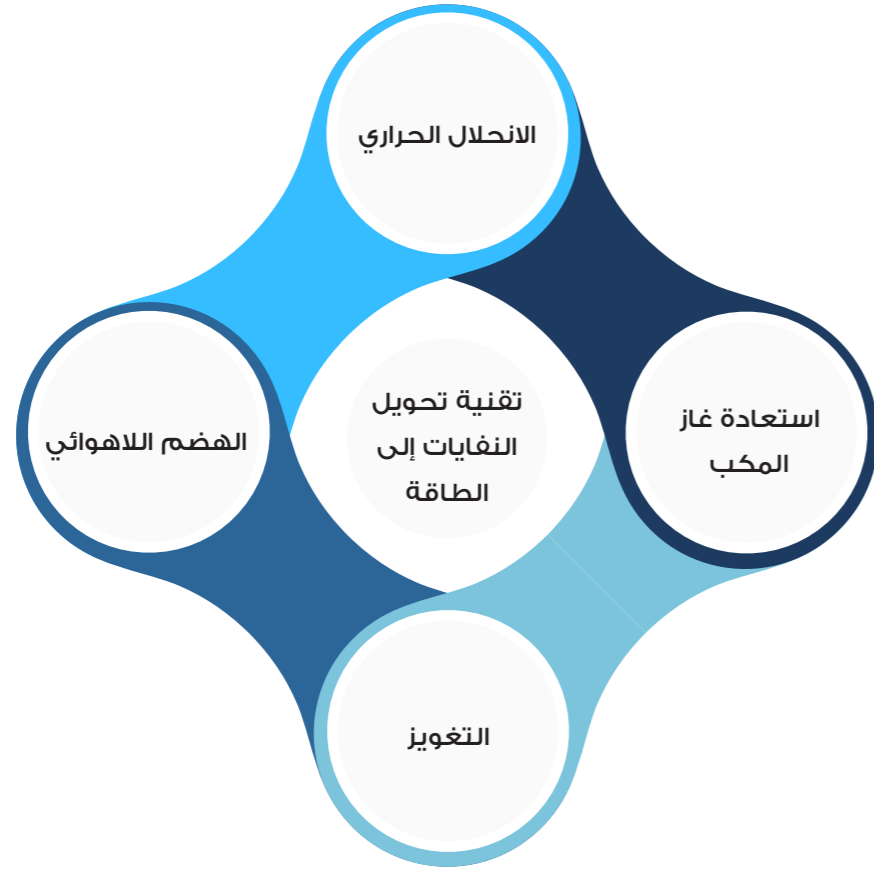 الانحلال الحراري
استعادة غاز
المكب
تقنية تحويل
النفايات إلى
الطاقة
الهضم اللاهوائي
التغويز